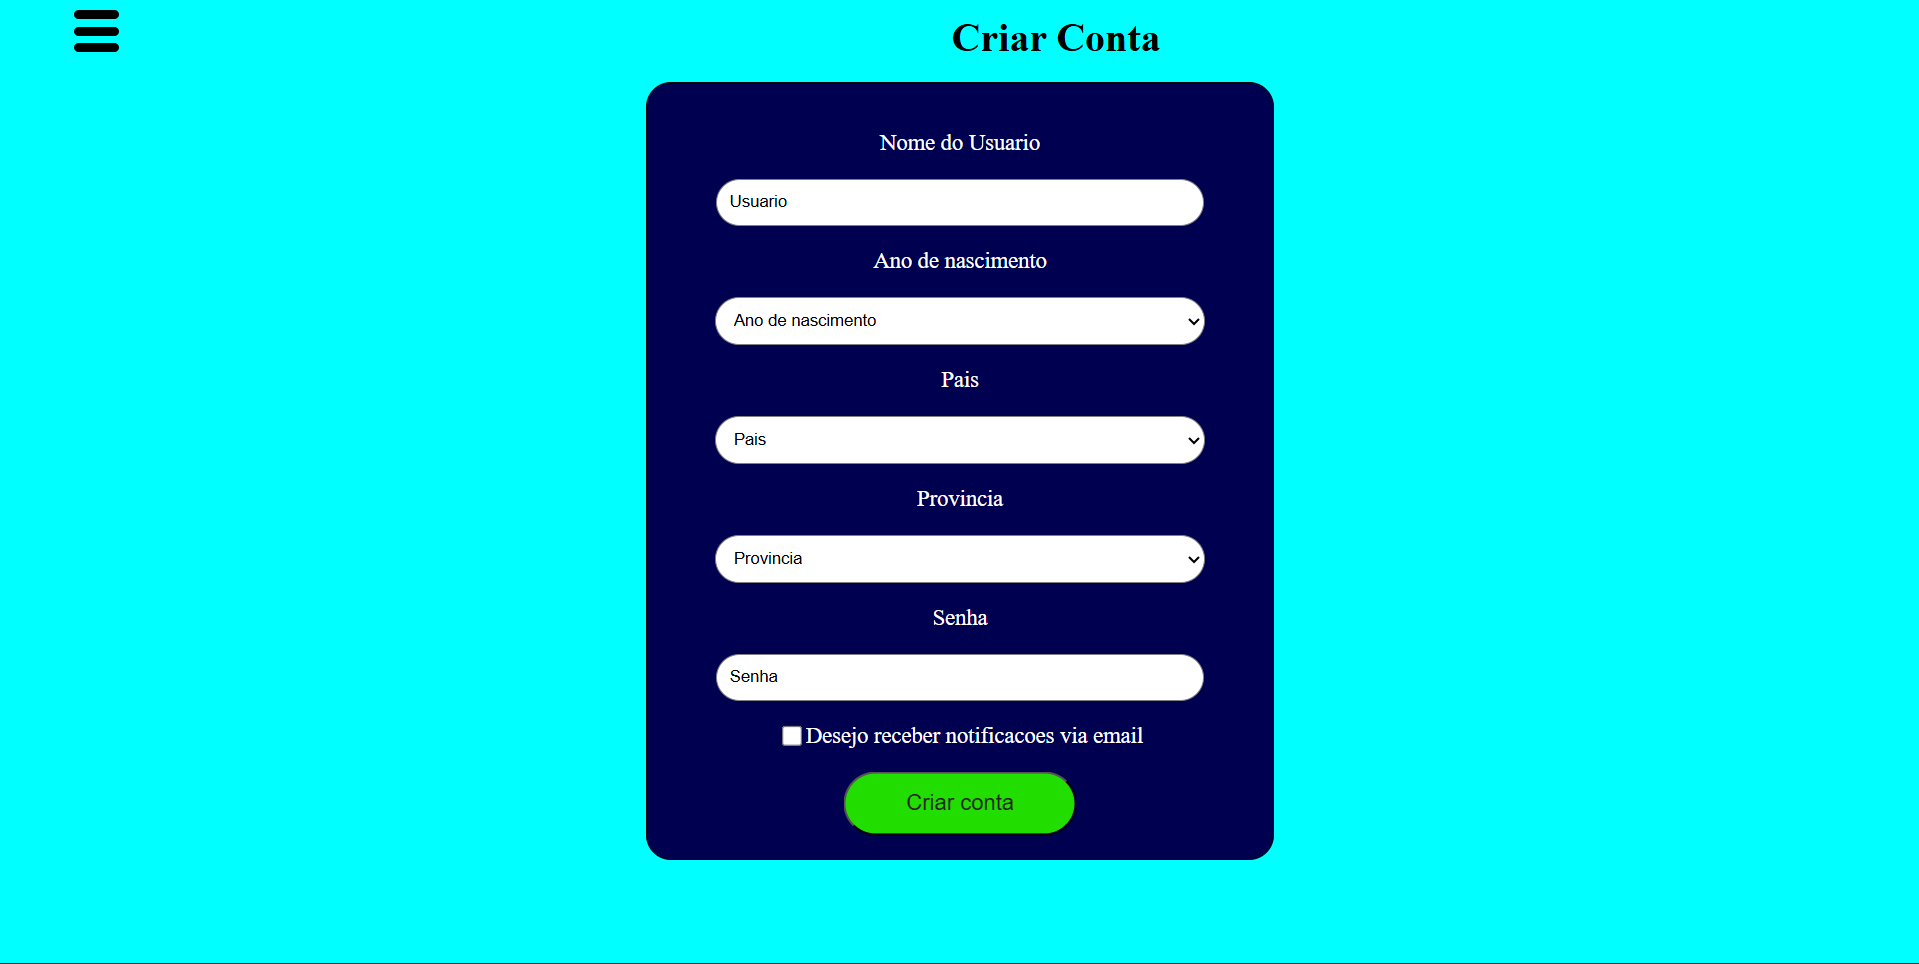 Criar Conta
Nome do Usuario
Usuario
Ano de nascimento
Ano de nascimento
Pais
Pais
Provincia
Provincia
Senha
Senha
Desejo receber notificacoes via email
Criar conta